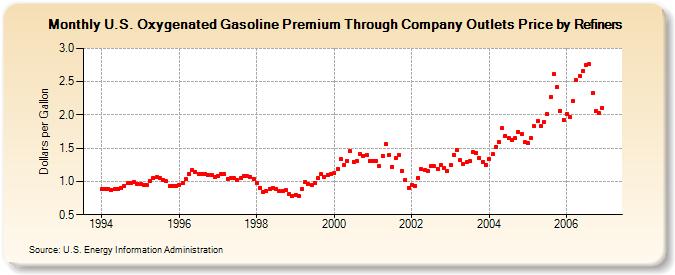 Monthly U.S. Oxygenated Gasoline Premium Through Company Outlets Price by Refiners
Dollars per Gallon
3.0
2.5
2.0
1.5
1.0
0.5
1994 1996 1998 2000 2002 2004 2006
Source: U.S. Energy Information Administration